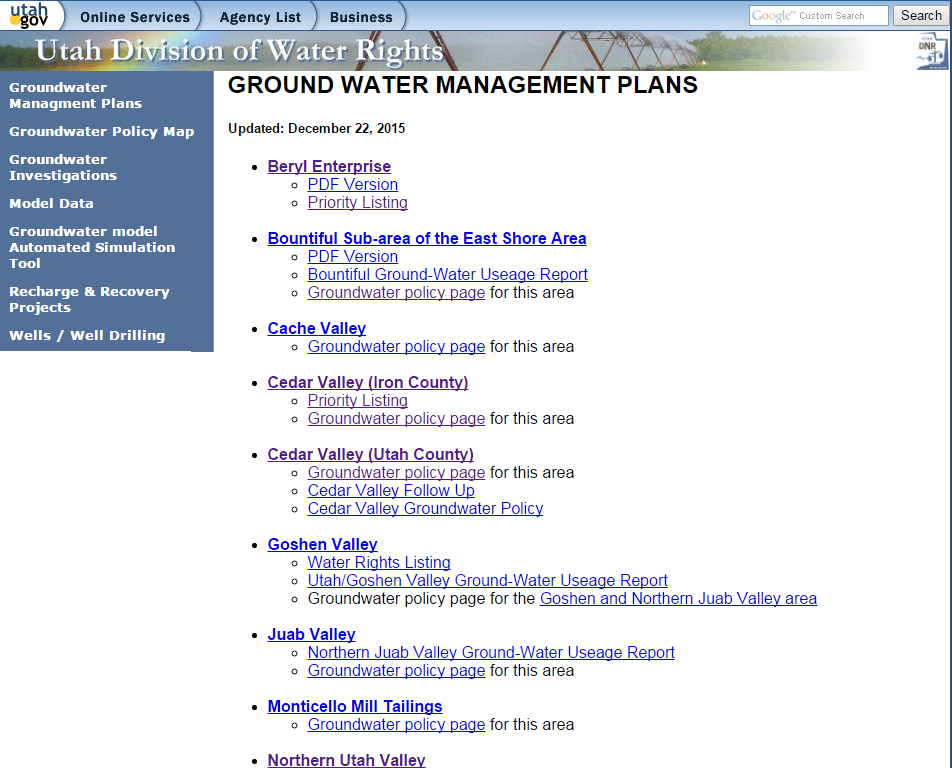 utah gov
Online Services
Agency List
Business
Google™ Custom Search
Search
Utah Division of Water Rights
DNR
Groundwater
Managment Plans
Groundwater Policy Map
Groundwater
Investigations
Model Data
Groundwater model
Automated Simulation
Tool
Recharge & Recovery
Projects
Wells / Well Drilling
GROUND WATER MANAGEMENT PLANS
Updated: December 22, 2015
Beryl Enterprise
PDF Version
Priority Listing
Bountiful Sub-area of the East Shore Area
PDF Version
Bountiful Ground-Water Useage Report
Groundwater policy page for this area
Cache Valley
Groundwater policy page for this area
Cedar Valley (Iron County)
Priority Listing
Groundwater policy page for this area
Cedar Valley (Utah County)
Groundwater policy page for this area
Cedar Valley Follow Up
Cedar Valley Groundwater Policy
Goshen Valley
Water Rights Listing
Utah/Goshen Valley Ground-Water Useage Report
Groundwater policy page for the Goshen and Northern Juab Valley area
Juab Valley
Northern Juab Valley Ground-Water Useage Report
Groundwater policy page for this area
Monticello Mill Tailings
Groundwater policy page for this area
Northern Utah Valley